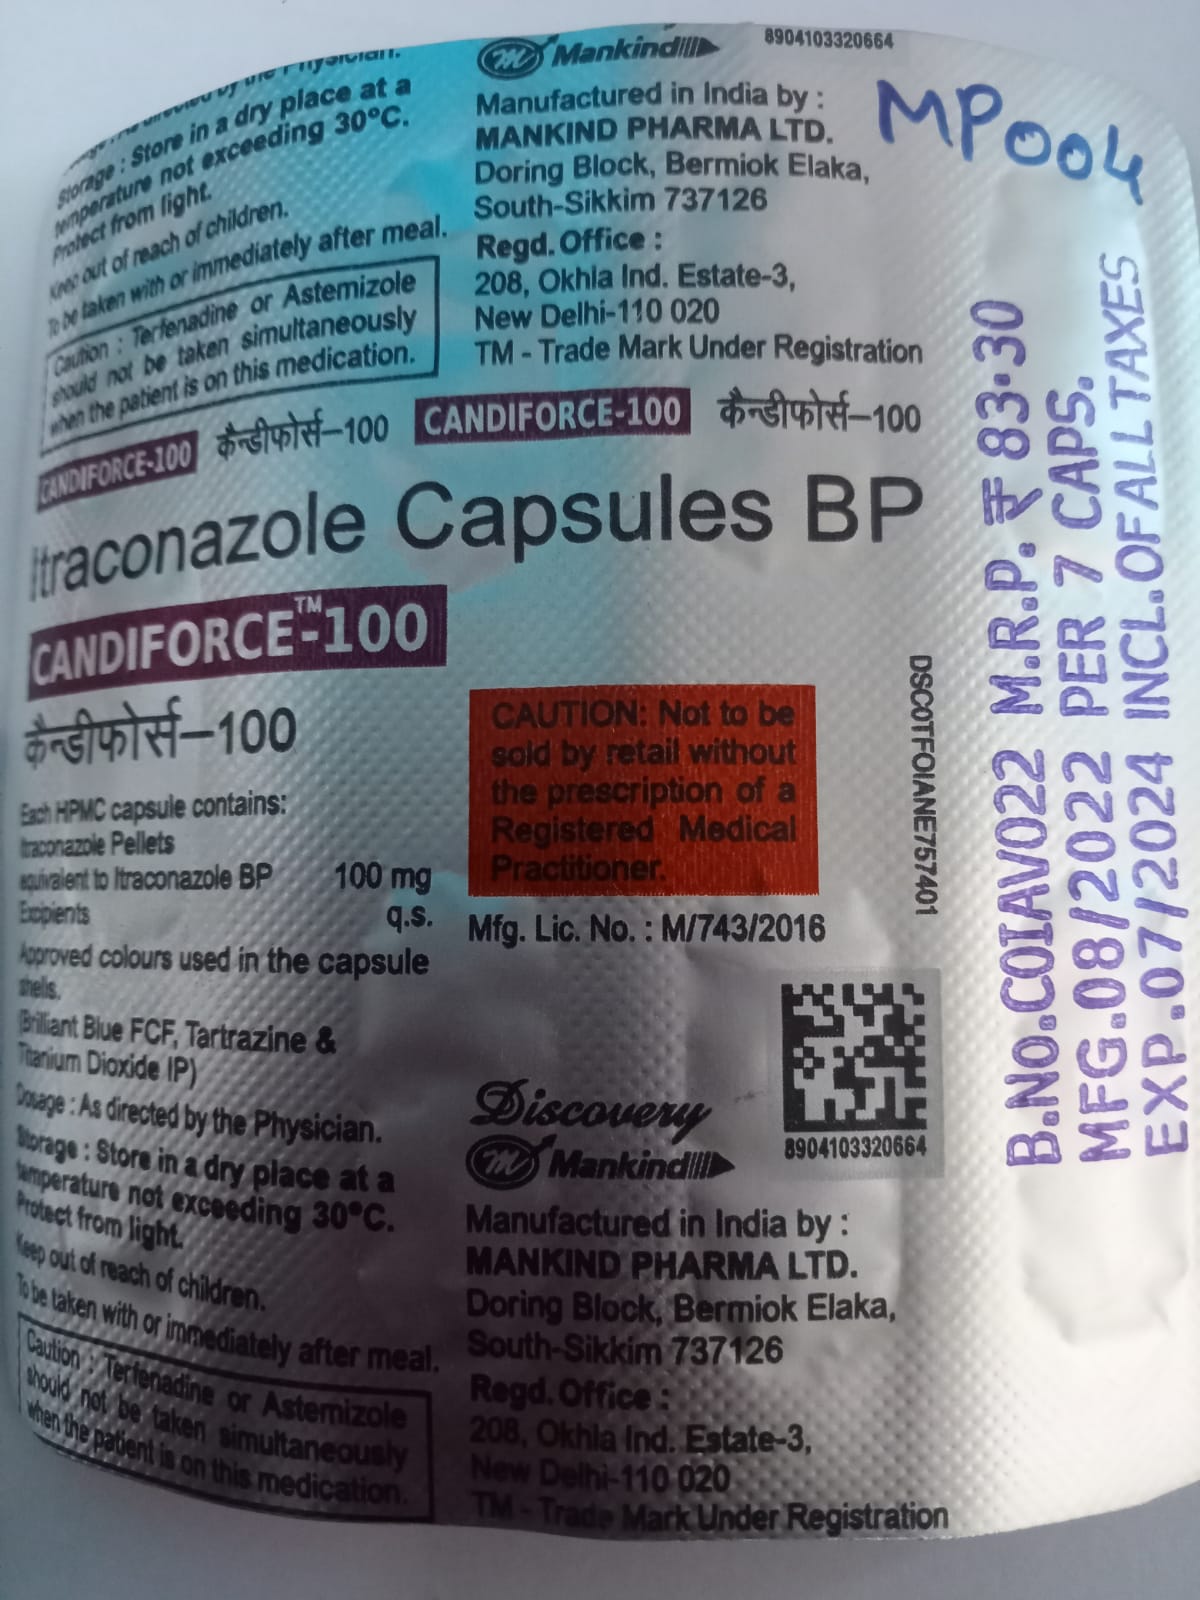 the Physician.
Storage : Store in a dry place at a
temperature not exceeding 30°C.
Protect from light.
Keep out of reach of children.
To be taken with or immediately after meal.
Caution : Terfenadine or Astemizole
should not be taken simultaneously
when the patient is on this medication.
Mankind
8904103320664
Manufactured in India by :
MANKIND PHARMA LTD.
Doring Block, Bermiok Elaka,
South-Sikkim 737126
Regd. Office :
208, Okhla Ind. Estate-3,
New Delhi-110 020
TM - Trade Mark Under Registration
MP004
CANDIFORCE-100 कैन्डीफोर्स–100 CANDIFORCE-100 कैन्डीफोर्स–100
Itraconazole Capsules BP
CANDIFORCE™-100
कैन्डीफोर्स–100
Each HPMC capsule contains:
Itraconazole Pellets
equivalent to Itraconazole BP 100 mg
Excipients q.s.
Approved colours used in the capsule
shells.
(Brilliant Blue FCF, Tartrazine &
Titanium Dioxide IP)
Dosage : As directed by the Physician.
Storage : Store in a dry place at a
temperature not exceeding 30°C.
Protect from light.
Keep out of reach of children.
To be taken with or immediately after meal.
Caution : Terfenadine or Astemizole
should not be taken simultaneously
when the patient is on this medication.
CAUTION: Not to be
sold by retail without
the prescription of a
Registered Medical
Practitioner.
Mfg. Lic. No. : M/743/2016
DSC0TFOIANE757401
8904103320664
Discovery
Mankind
Manufactured in India by :
MANKIND PHARMA LTD.
Doring Block, Bermiok Elaka,
South-Sikkim 737126
Regd. Office :
208, Okhla Ind. Estate-3,
New Delhi-110 020
TM - Trade Mark Under Registration
B.No.COIAV022 M.R.P. ₹ 83.30
MFG.08/2022 PER 7 CAPS.
EXP.07/2024 INCL.OFALLTAXES